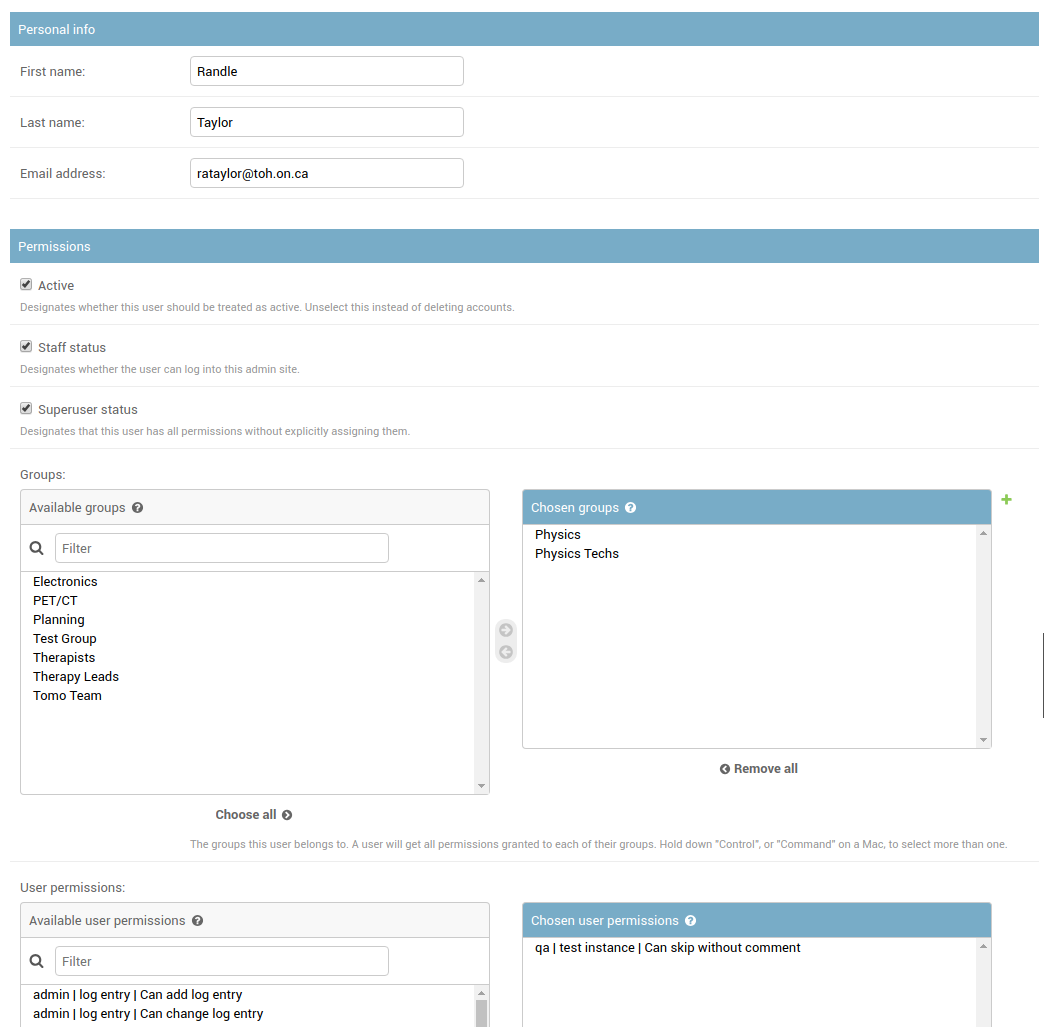 Personal info
First name:
Randle
Last name:
Taylor
Email address:
rataylor@toh.on.ca
Permissions
Active
Designates whether this user should be treated as active. Unselect this instead of deleting accounts.
Staff status
Designates whether the user can log into this admin site.
Superuser status
Designates that this user has all permissions without explicitly assigning them.
Groups:
Available groups ?
Filter
Electronics
PET/CT
Planning
Test Group
Therapists
Therapy Leads
Tomo Team
Choose all
Chosen groups ?
Physics
Physics Techs
Remove all
The groups this user belongs to. A user will get all permissions granted to each of their groups. Hold down "Control", or "Command" on a Mac, to select more than one.
User permissions:
Available user permissions ?
Filter
admin | log entry | Can add log entry
admin | log entry | Can change log entry
Chosen user permissions ?
qa | test instance | Can skip without comment